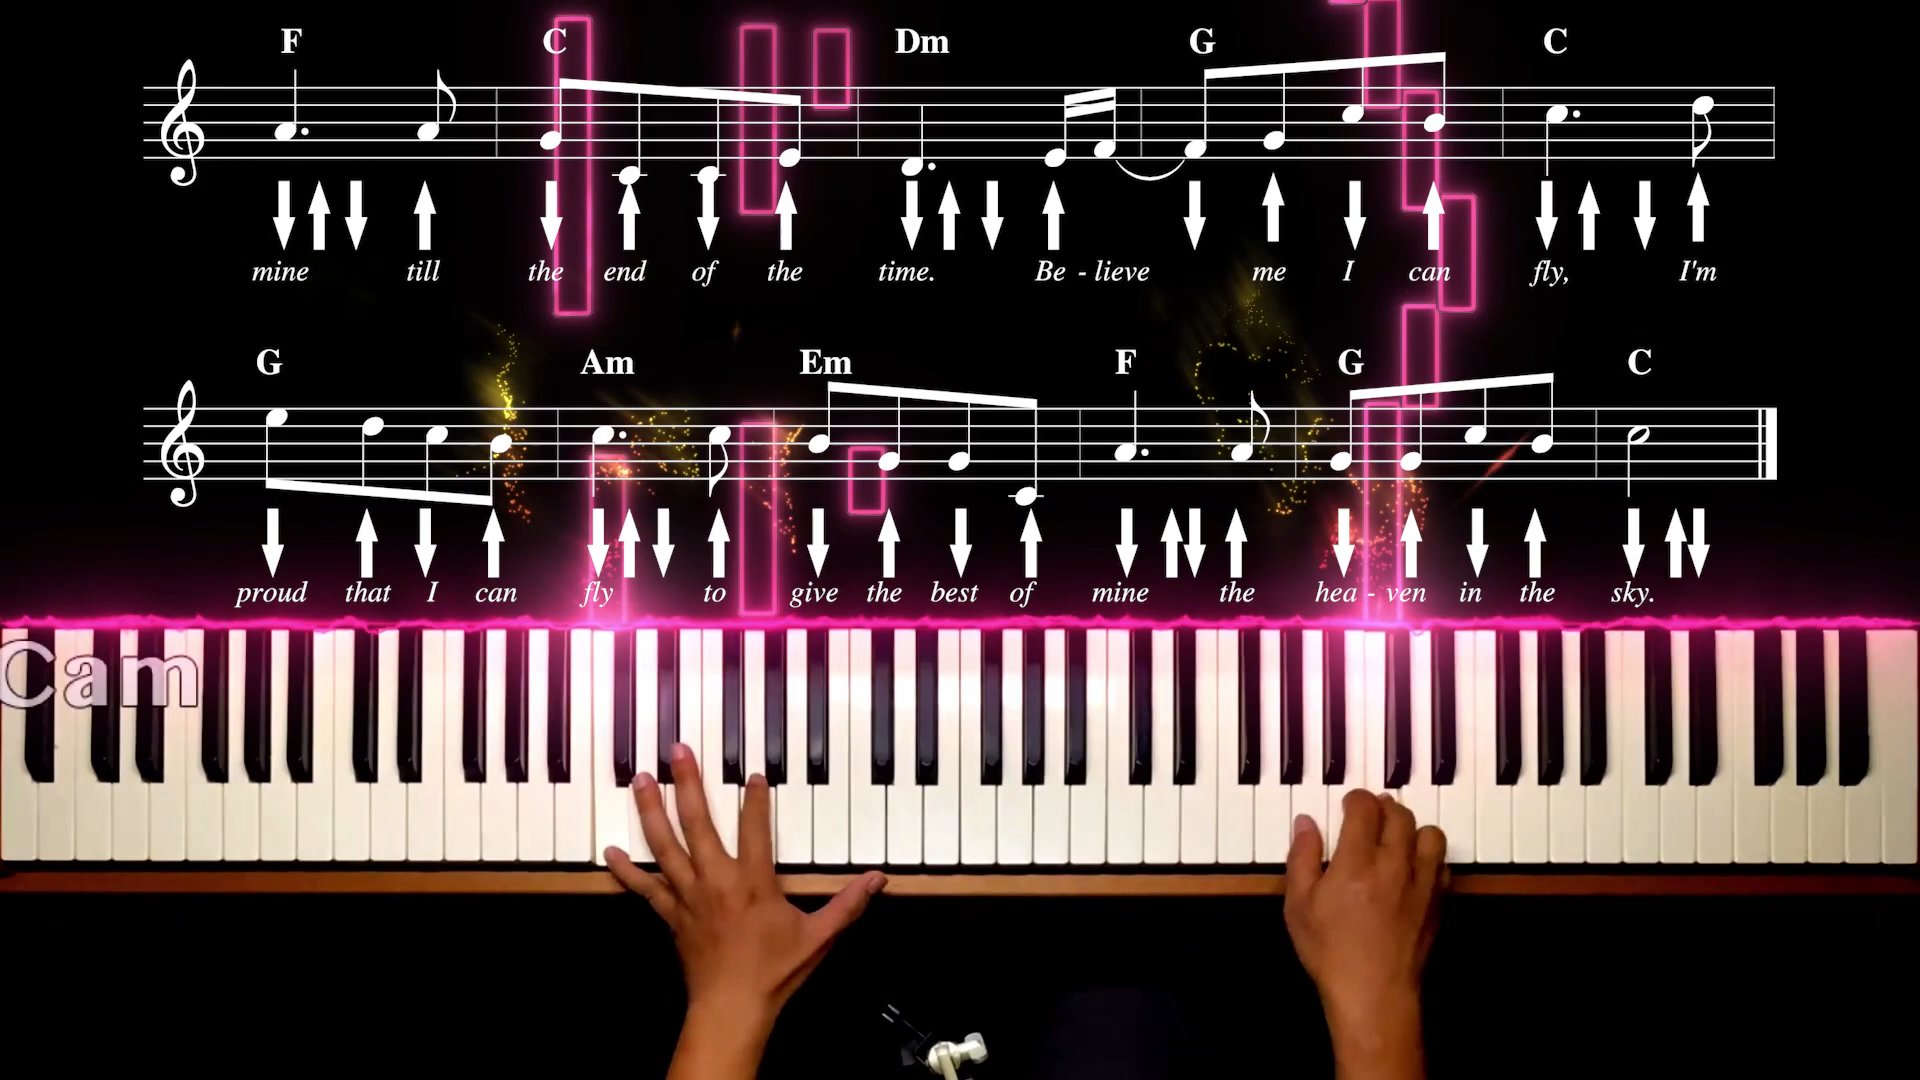 F C Dm G C
mine till the end of the time. Be - lieve me I can fly, I'm
G Am Em F G C
proud that I can fly to give the best of mine the hea - ven in the sky.
Cam